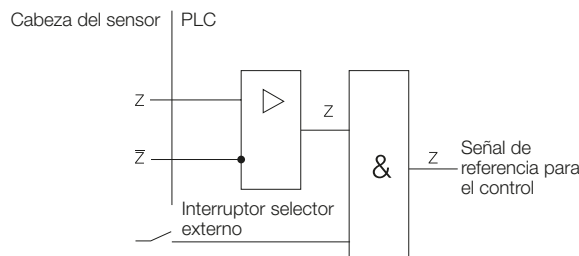 Cabeza del sensor
PLC
Z
Z
Z̅
&
Z
Señal de
referencia para
el control
Interruptor selector
externo